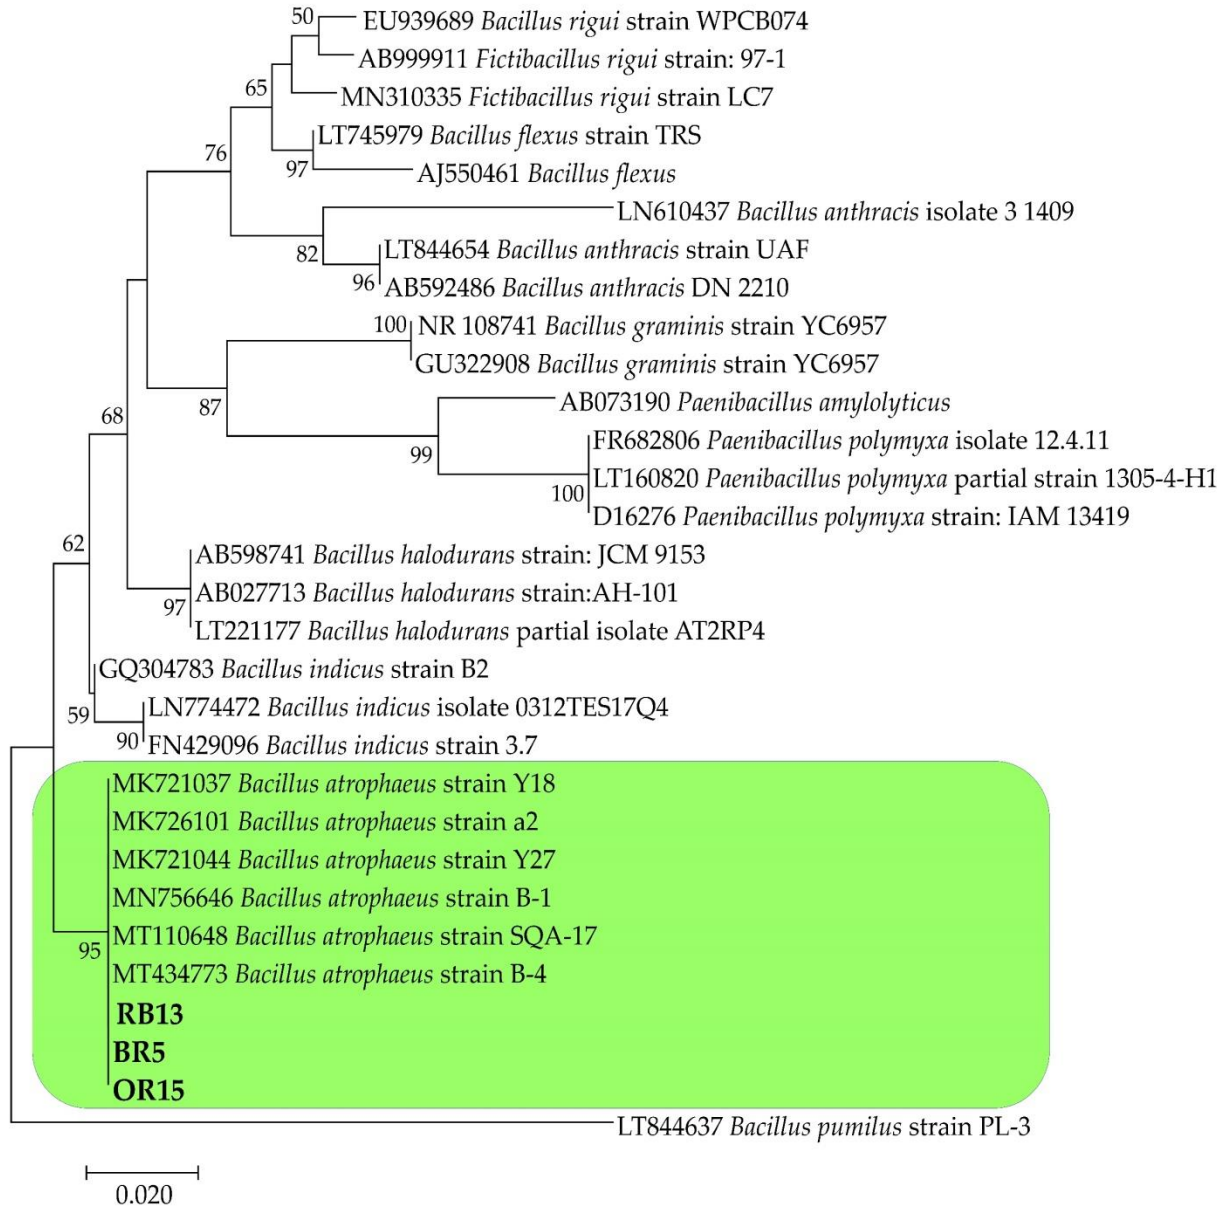 50
EU939689 Bacillus rigui strain WPCB074
AB999911 Fictibacillus rigui strain: 97-1
65
MN310335 Fictibacillus rigui strain LC7
LT745979 Bacillus flexus strain TRS
76
97
AJ550461 Bacillus flexus
LN610437 Bacillus anthracis isolate 3 1409
82
LT844654 Bacillus anthracis strain UAF
96
AB592486 Bacillus anthracis DN 2210
100
NR 108741 Bacillus graminis strain YC6957
GU322908 Bacillus graminis strain YC6957
87
AB073190 Paenibacillus amylolyticus
68
99
FR682806 Paenibacillus polymyxa isolate 12.4.11
LT160820 Paenibacillus polymyxa partial strain 1305-4-H1
100
D16276 Paenibacillus polymyxa strain: IAM 13419
62
AB598741 Bacillus halodurans strain: JCM 9153
AB027713 Bacillus halodurans strain:AH-101
97
LT221177 Bacillus halodurans partial isolate AT2RP4
GQ304783 Bacillus indicus strain B2
59
LN774472 Bacillus indicus isolate 0312TES17Q4
90
FN429096 Bacillus indicus strain 3.7
MK721037 Bacillus atrophaeus strain Y18
MK726101 Bacillus atrophaeus strain a2
MK721044 Bacillus atrophaeus strain Y27
MN756646 Bacillus atrophaeus strain B-1
95
MT110648 Bacillus atrophaeus strain SQA-17
MT434773 Bacillus atrophaeus strain B-4
RB13
BR5
OR15
LT844637 Bacillus pumilus strain PL-3
0.020